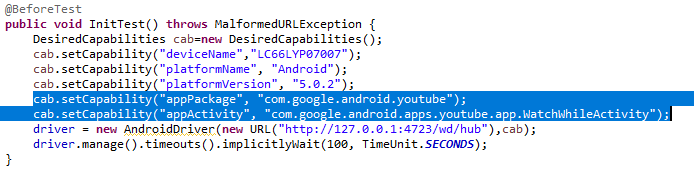 @BeforeTest
public void InitTest() throws MalformedURLException {
DesiredCapabilities cab=new DesiredCapabilities();
cab.setCapability("deviceName","LC66LYP07007");
cab.setCapability("platformName", "Android");
cab.setCapability("platformVersion", "5.0.2");
cab.setCapability("appPackage", "com.google.android.youtube");
cab.setCapability("appActivity", "com.google.android.apps.youtube.app.WatchWhileActivity");
driver = new AndroidDriver(new URL("http://127.0.0.1:4723/wd/hub"),cab);
driver.manage().timeouts().implicitlyWait(100, TimeUnit.SECONDS);
}